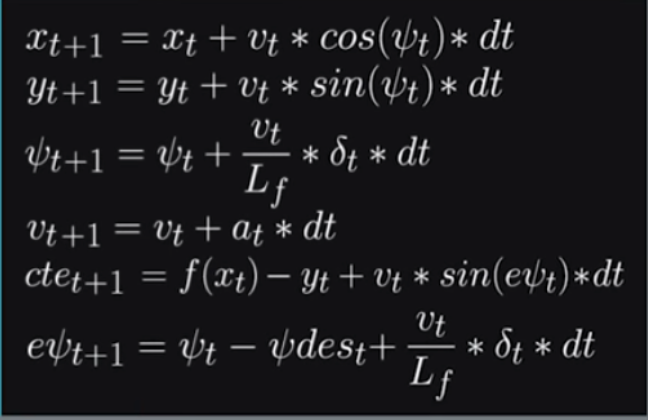 x_{t+1} = x_t + v_t * cos(ψ_t) * dt
y_{t+1} = y_t + v_t * sin(ψ_t) * dt
ψ_{t+1} = ψ_t + \frac{v_t}{L_f} * δ_t * dt
v_{t+1} = v_t + a_t * dt
cte_{t+1} = f(x_t) − y_t + v_t * sin(eψ_t) * dt
eψ_{t+1} = ψ_t − ψdes_t + \frac{v_t}{L_f} * δ_t * dt